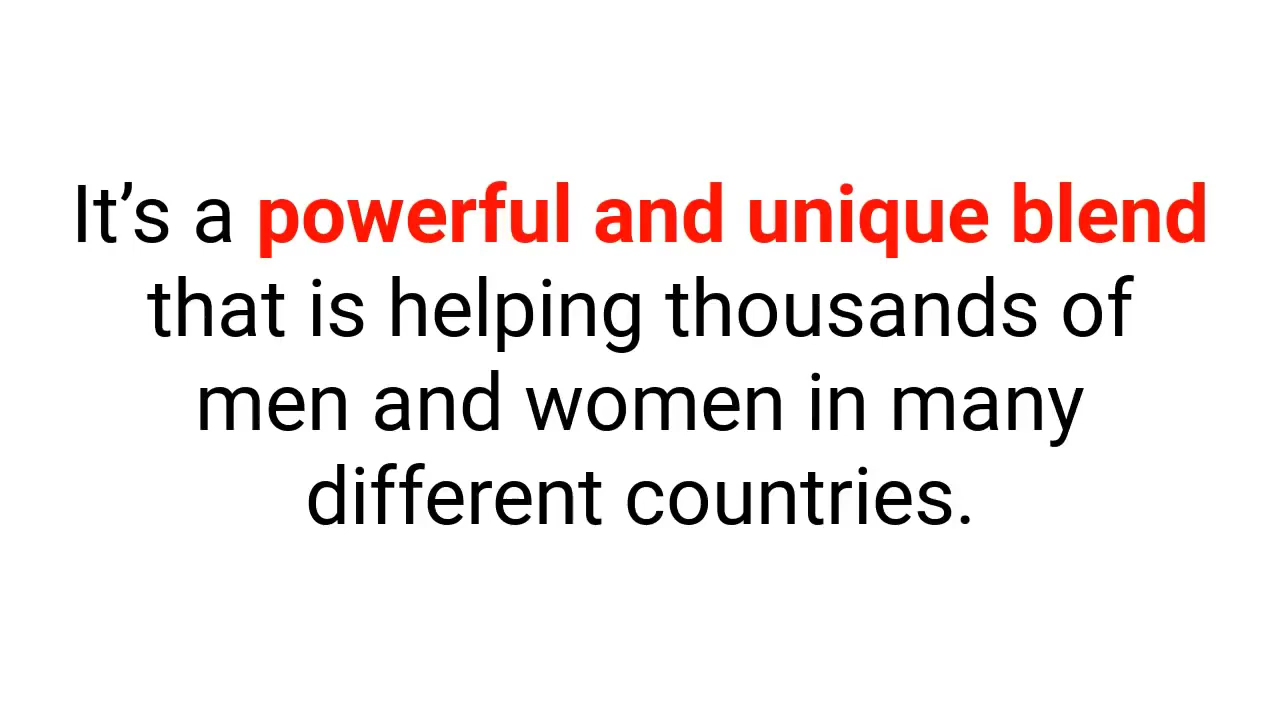 It’s a powerful and unique blend
that is helping thousands of
men and women in many
different countries.